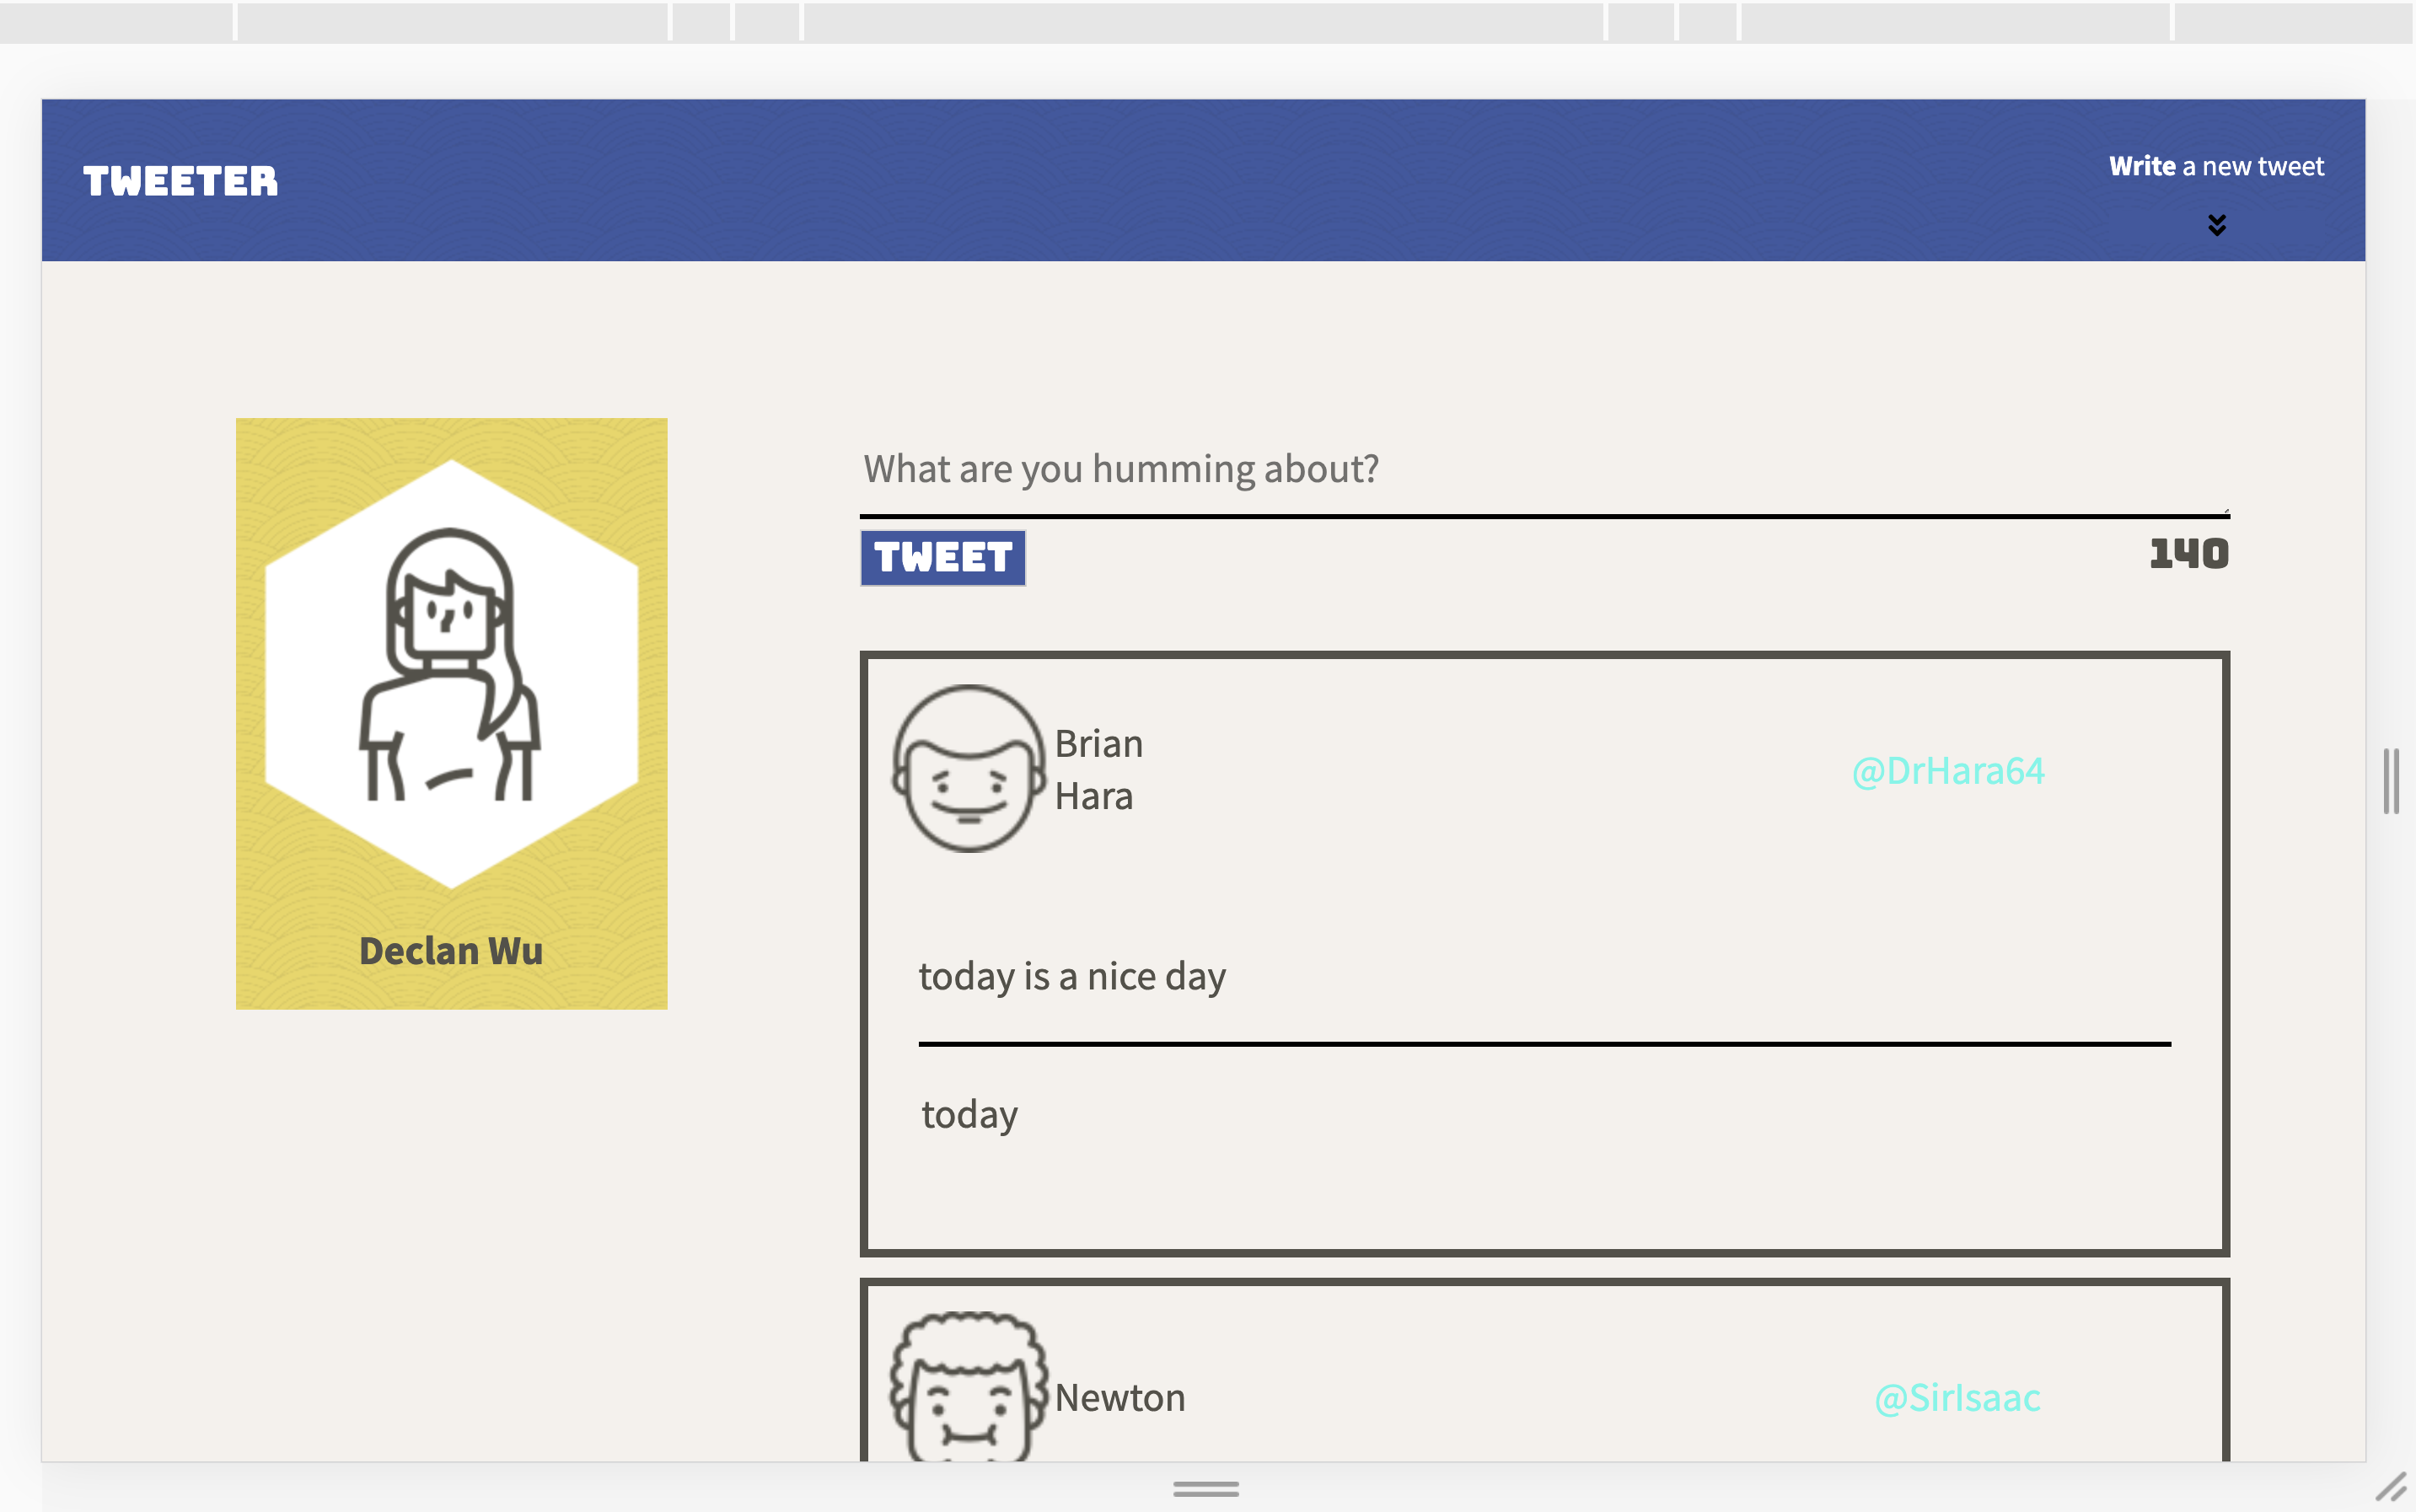 TWEETER
Write a new tweet
Declan Wu
What are you humming about?
TWEET
140
Brian
Hara
@DrHara64
today is a nice day
today
Newton
@SirIsaac